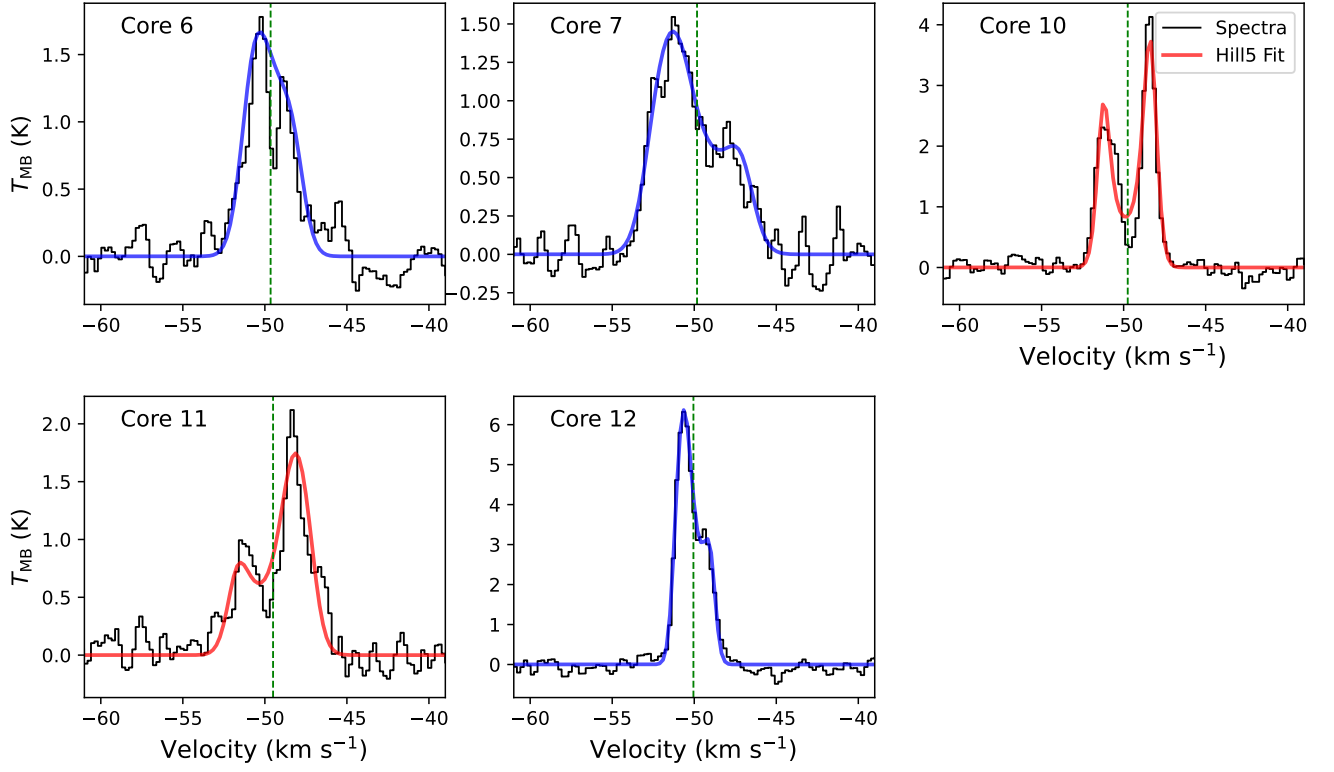 Core 6
1.5
1.0
0.5
0.0
T_MB (K)
−60 −55 −50 −45 −40
Core 7
1.50
1.25
1.00
0.75
0.50
0.25
0.00
−0.25
−60 −55 −50 −45 −40
Core 10
Spectra
Hill5 Fit
4
3
2
1
0
−60 −55 −50 −45 −40
Velocity (km s⁻¹)
Core 11
2.0
1.5
1.0
0.5
0.0
T_MB (K)
−60 −55 −50 −45 −40
Velocity (km s⁻¹)
Core 12
6
5
4
3
2
1
0
−60 −55 −50 −45 −40
Velocity (km s⁻¹)